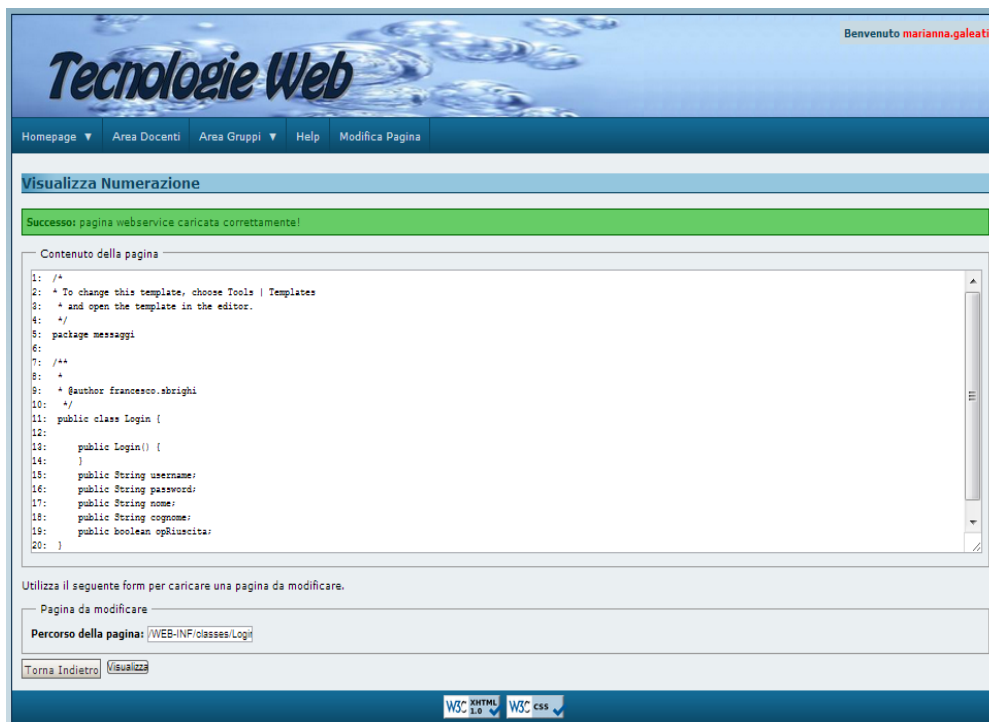 Benvenuto marianna.galeati
Tecnologie Web
Homepage ▼ Area Docenti Area Gruppi ▼ Help Modifica Pagina
Visualizza Numerazione
Successo: pagina webservice caricata correttamente!
Contenuto della pagina
1: /*
2: * To change this template, choose Tools | Templates
3: * and open the template in the editor.
4: */
5: package messaggi
6:
7: /**
8: *
9: * @author francesco.sbrighi
10: */
11: public class Login {
12:
13: public Login() {
14: }
15: public String username;
16: public String password;
17: public String nome;
18: public String cognome;
19: public boolean opRiuscita;
20: }
Utilizza il seguente form per caricare una pagina da modificare.
Pagina da modificare
Percorso della pagina: /WEB-INF/classes/Logi
Torna Indietro Visualizza
W3C XHTML 1.0 W3C css